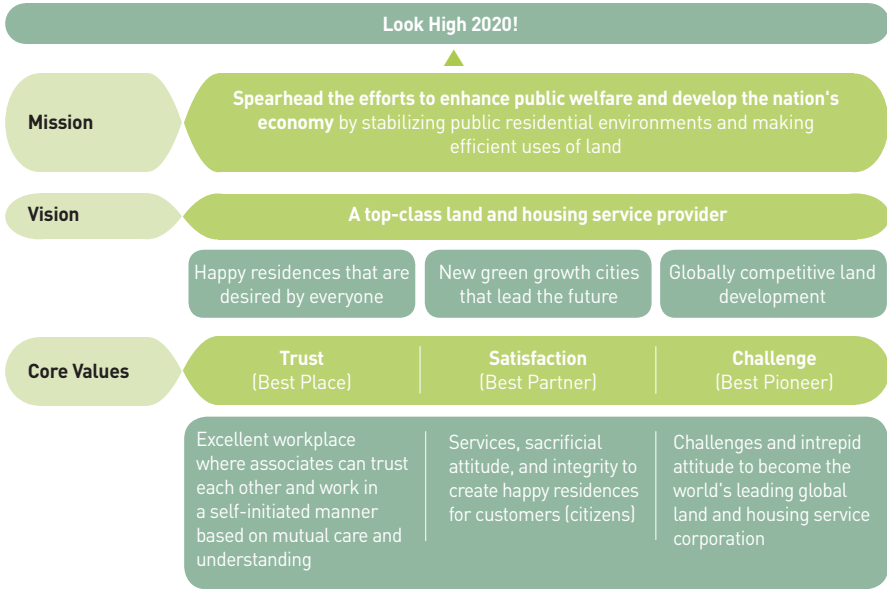 Look High 2020!
Mission
Spearhead the efforts to enhance public welfare and develop the nation's
economy by stabilizing public residential environments and making
efficient uses of land
Vision
A top-class land and housing service provider
Happy residences that are
desired by everyone
New green growth cities
that lead the future
Globally competitive land
development
Core Values
Trust
(Best Place)
Satisfaction
(Best Partner)
Challenge
(Best Pioneer)
Excellent workplace
where associates can trust
each other and work in
a self-initiated manner
based on mutual care and
understanding
Services, sacrificial
attitude, and integrity to
create happy residences
for customers (citizens)
Challenges and intrepid
attitude to become the
world's leading global
land and housing service
corporation